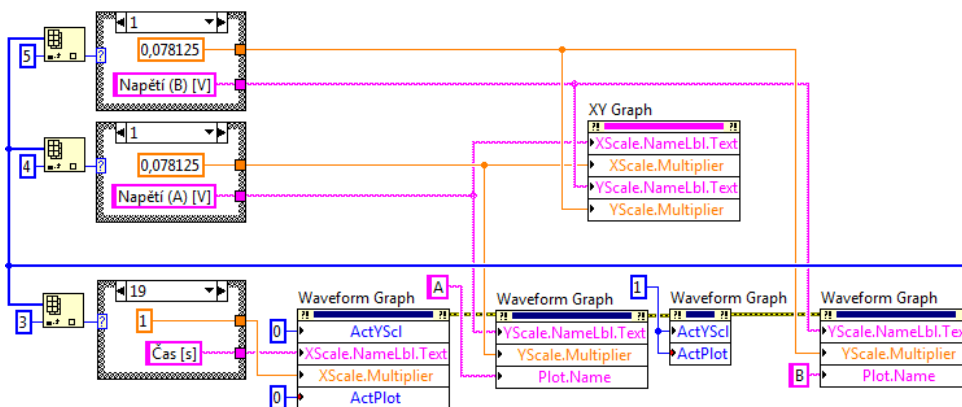 1
5
0,078125
Napětí (B) [V]
XY Graph
XScale.NameLbl.Text
XScale.Multiplier
YScale.NameLbl.Text
YScale.Multiplier
1
4
0,078125
Napětí (A) [V]
19
3
1
Čas [s]
Waveform Graph
0
ActYScl
XScale.NameLbl.Text
XScale.Multiplier
0
ActPlot
A
Waveform Graph
YScale.NameLbl.Text
YScale.Multiplier
Plot.Name
1
Waveform Graph
ActYScl
ActPlot
Waveform Graph
YScale.NameLbl.Text
YScale.Multiplier
B
Plot.Name